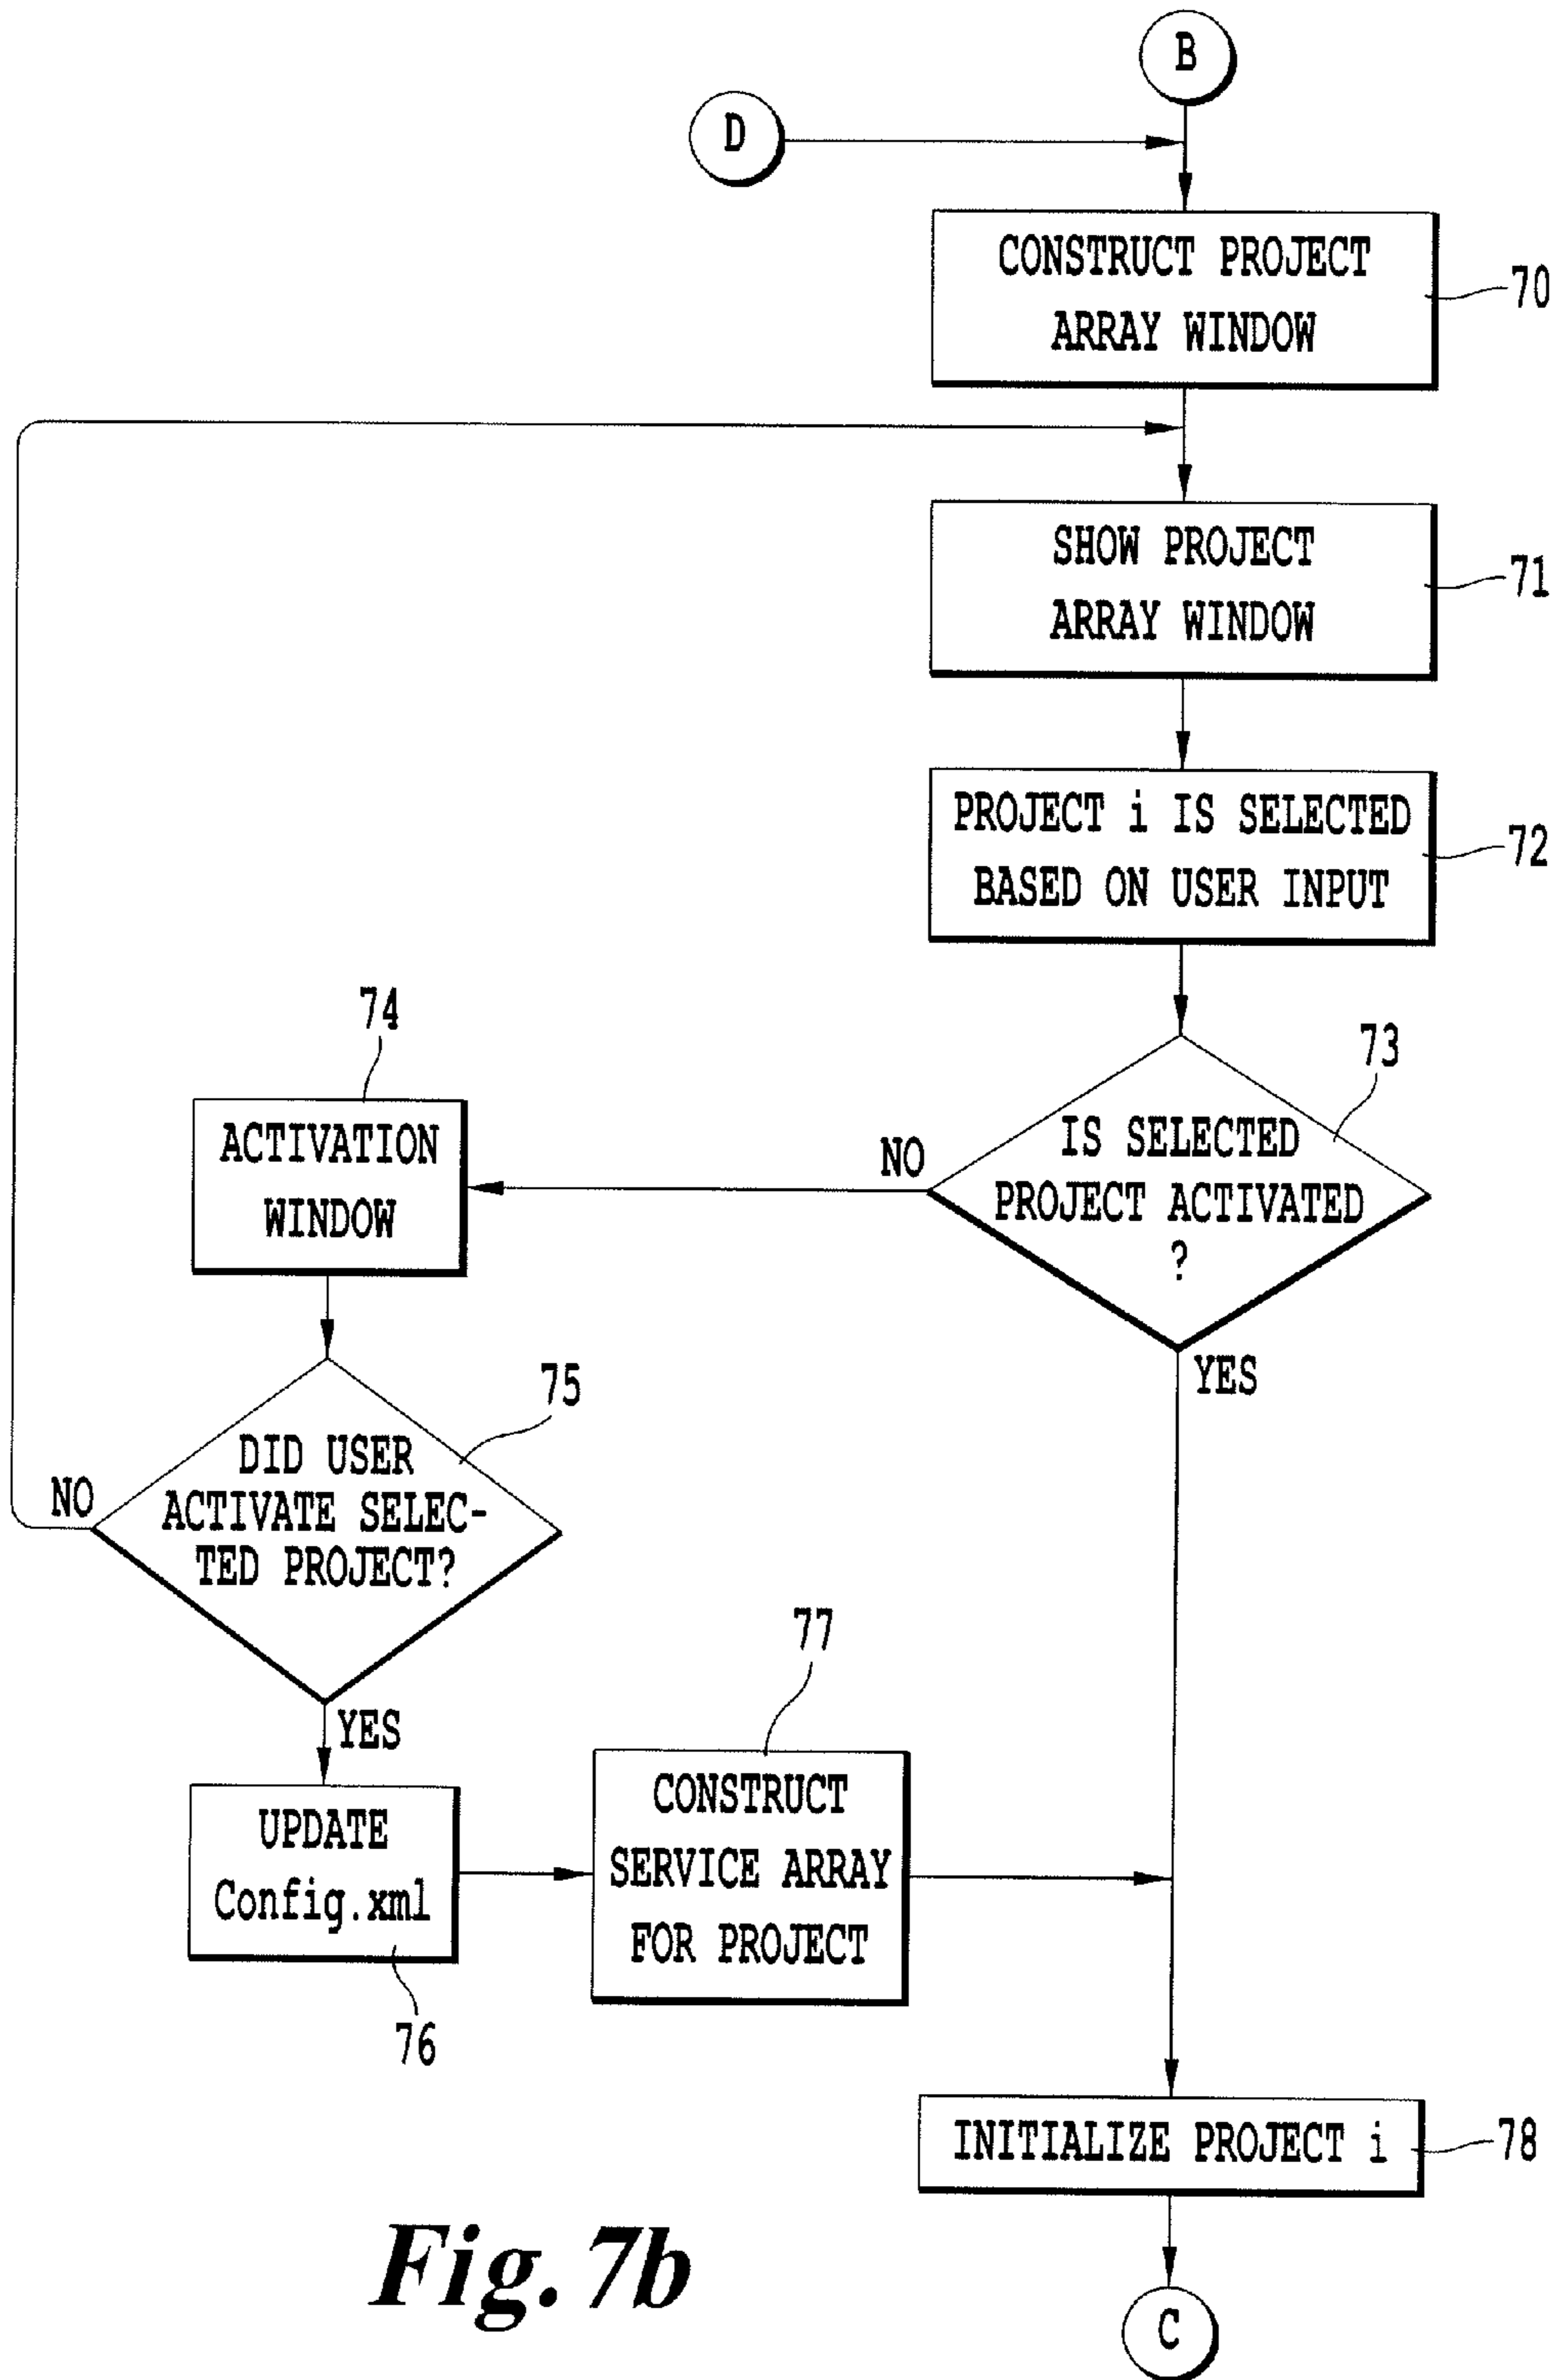 B
D
CONSTRUCT PROJECT
ARRAY WINDOW
70
SHOW PROJECT
ARRAY WINDOW
71
PROJECT i IS SELECTED
BASED ON USER INPUT
72
73
IS SELECTED
PROJECT ACTIVATED
?
NO
YES
74
ACTIVATION
WINDOW
75
DID USER
ACTIVATE SELEC-
TED PROJECT?
NO
YES
UPDATE
Config.xml
76
77
CONSTRUCT
SERVICE ARRAY
FOR PROJECT
INITIALIZE PROJECT i
78
C
Fig. 7b